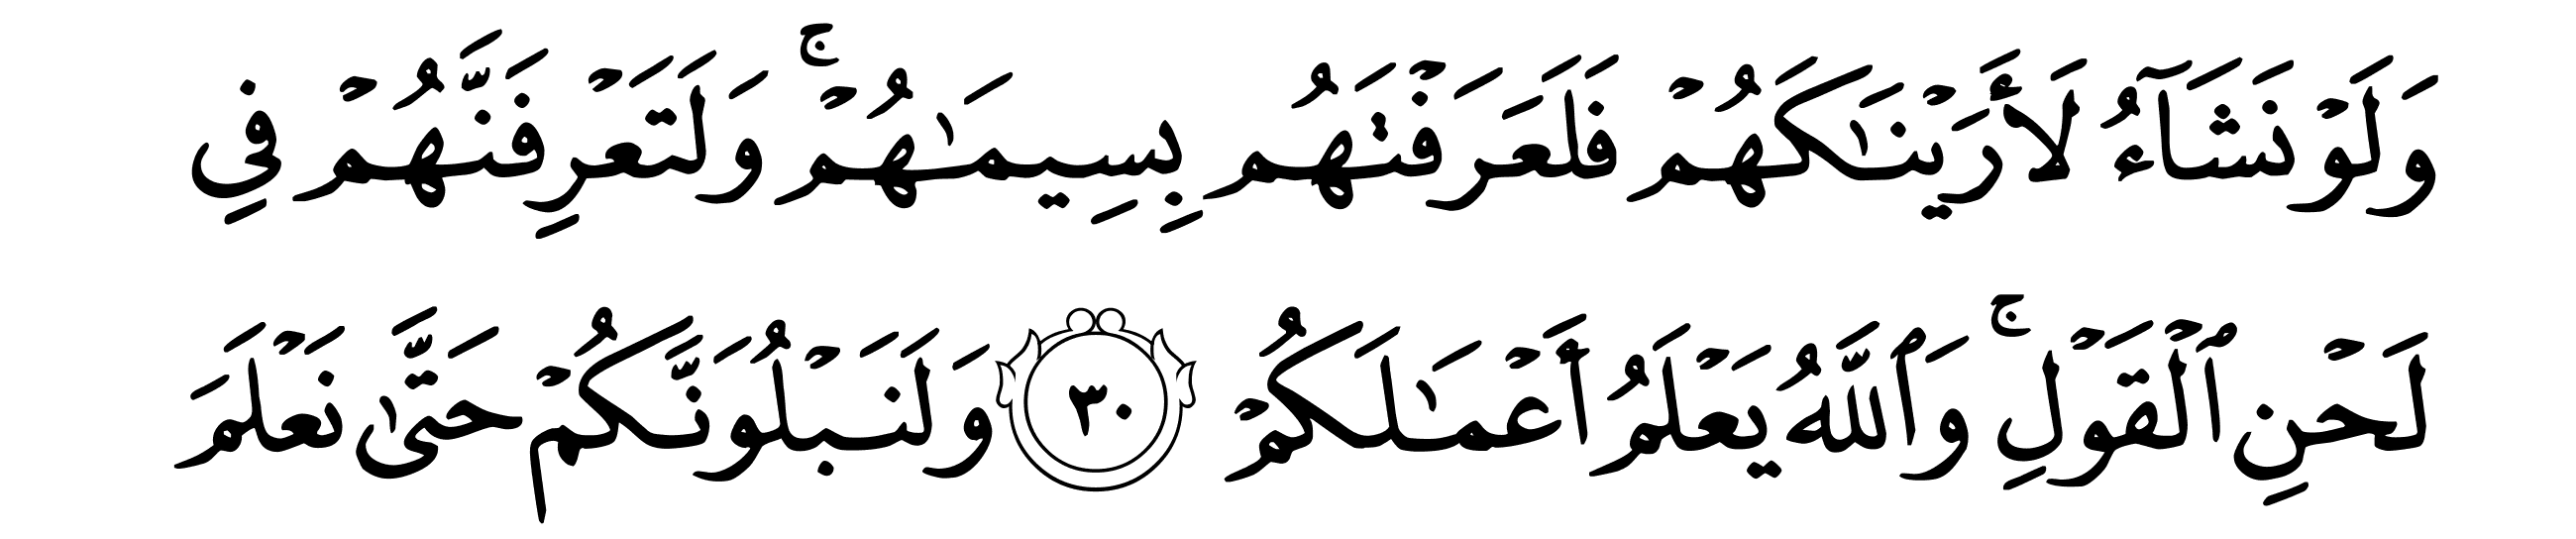 وَلَوْ نَشَآءُ لَأَرَيْنَـٰكَهُمْ فَلَعَرَفْتَهُم بِسِيمَـٰهُمْ ۚ وَلَتَعْرِفَنَّهُمْ فِي
لَحْنِ ٱلْقَوْلِ ۚ وَٱللَّهُ يَعْلَمُ أَعْمَـٰلَكُمْ ٣٠ وَلَنَبْلُوَنَّكُمْ حَتَّىٰ نَعْلَمَ